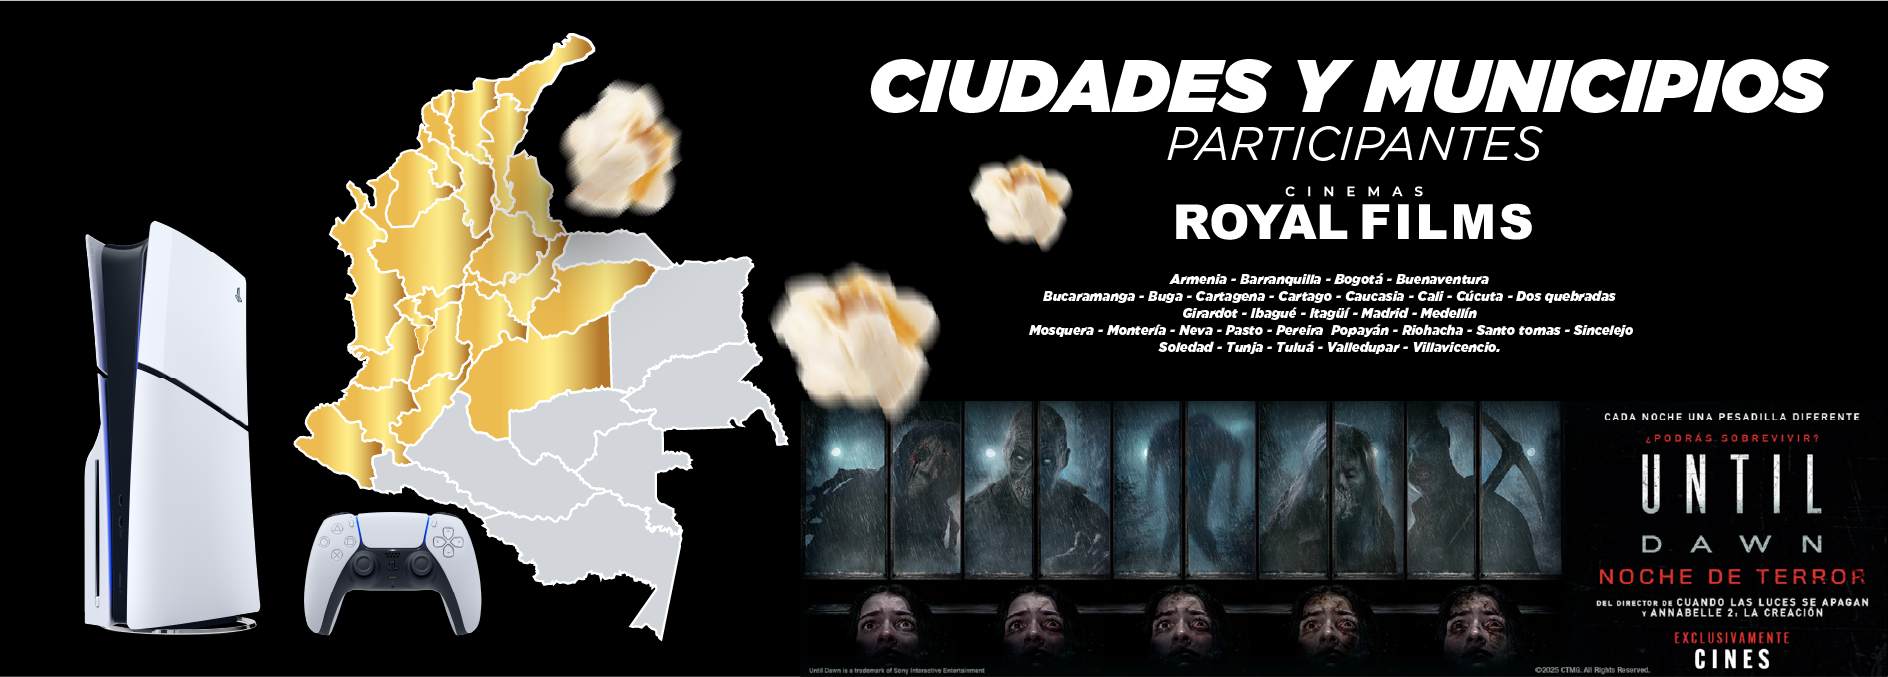 CIUDADES Y MUNICIPIOS
PARTICIPANTES
CINEMAS
ROYAL FILMS
Armenia - Barranquilla - Bogotá - Buenaventura
Bucaramanga - Buga - Cartagena - Cartago - Caucasia - Cali - Cúcuta - Dos quebradas
Girardot - Ibagué - Itagüí - Madrid - Medellín
Mosquera - Montería - Neva - Pasto - Pereira Popayán - Riohacha - Santo tomas - Sincelejo
Soledad - Tunja - Tuluá - Valledupar - Villavicencio.
CADA NOCHE UNA PESADILLA DIFERENTE
¿PODRÁS SOBREVIVIR?
UNTIL
DAWN
NOCHE DE TERROR
DEL DIRECTOR DE CUANDO LAS LUCES SE APAGAN
Y ANNABELLE 2: LA CREACIÓN
EXCLUSIVAMENTE
CINES
Until Dawn is a trademark of Sony Interactive Entertainment
©2025 CTMG. All Rights Reserved.